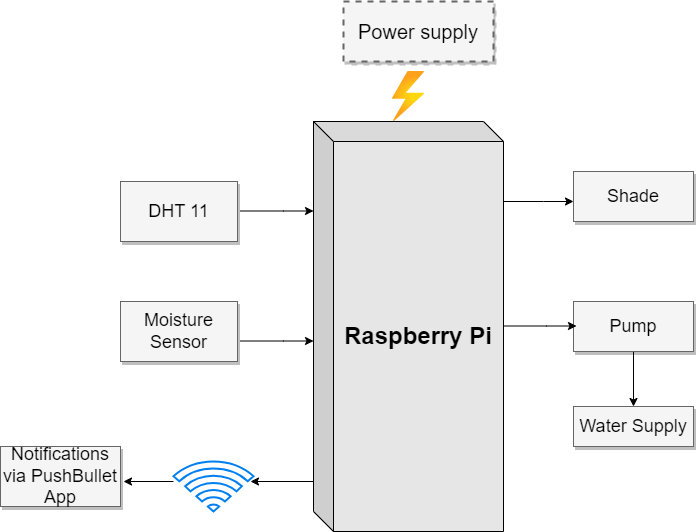 Power supply
DHT 11
Shade
Moisture
Sensor
Raspberry Pi
Pump
Water Supply
Notifications
via PushBullet
App